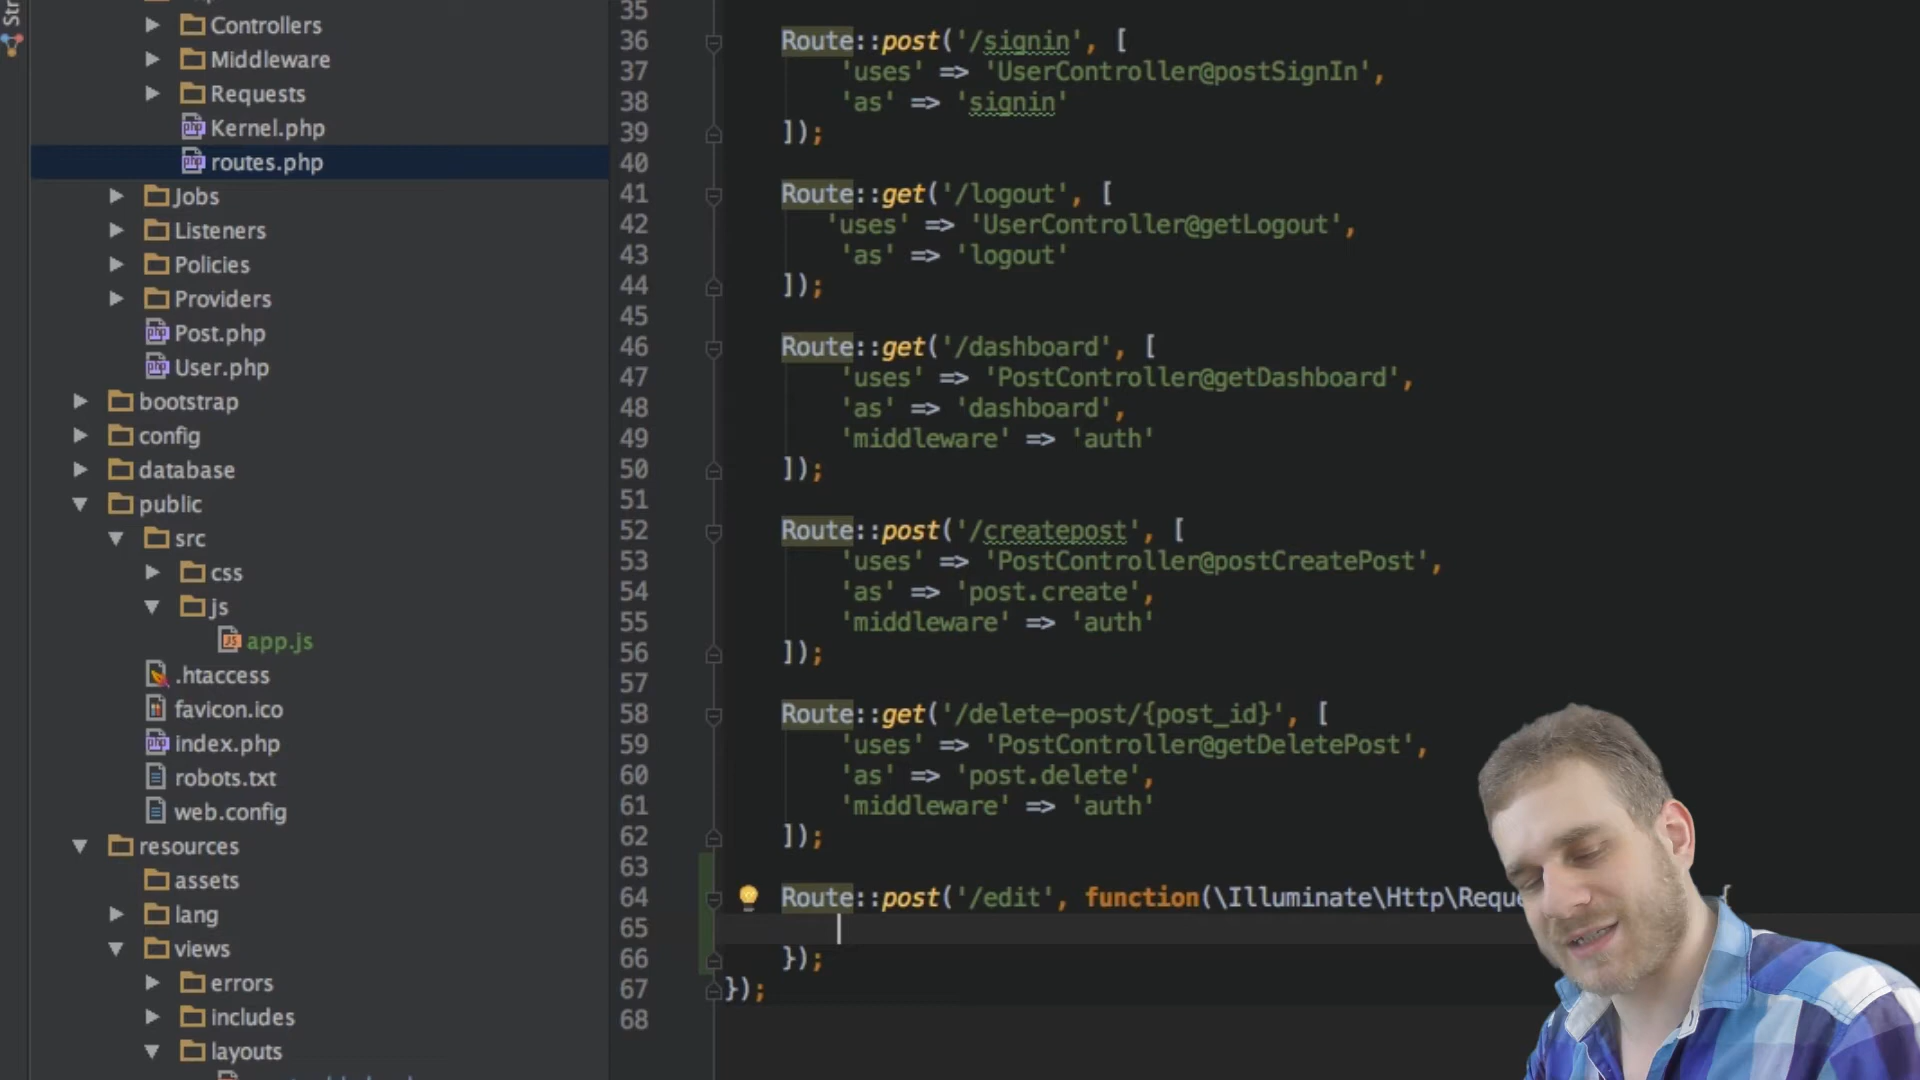 Str
Controllers
Middleware
Requests
Kernel.php
routes.php
Jobs
Listeners
Policies
Providers
Post.php
User.php
bootstrap
config
database
public
src
css
js
app.js
.htaccess
favicon.ico
index.php
robots.txt
web.config
resources
assets
lang
views
errors
includes
layouts
35
36 Route::post('/signin', [
37 'uses' => 'UserController@postSignIn',
38 'as' => 'signin'
39 ]);
40
41 Route::get('/logout', [
42 'uses' => 'UserController@getLogout',
43 'as' => 'logout'
44 ]);
45
46 Route::get('/dashboard', [
47 'uses' => 'PostController@getDashboard',
48 'as' => 'dashboard',
49 'middleware' => 'auth'
50 ]);
51
52 Route::post('/createpost', [
53 'uses' => 'PostController@postCreatePost',
54 'as' => 'post.create',
55 'middleware' => 'auth'
56 ]);
57
58 Route::get('/delete-post/{post_id}', [
59 'uses' => 'PostController@getDeletePost',
60 'as' => 'post.delete',
61 'middleware' => 'auth'
62 ]);
63
64 Route::post('/edit', function(\Illuminate\Http\Reque {
65
66 });
67 });
68